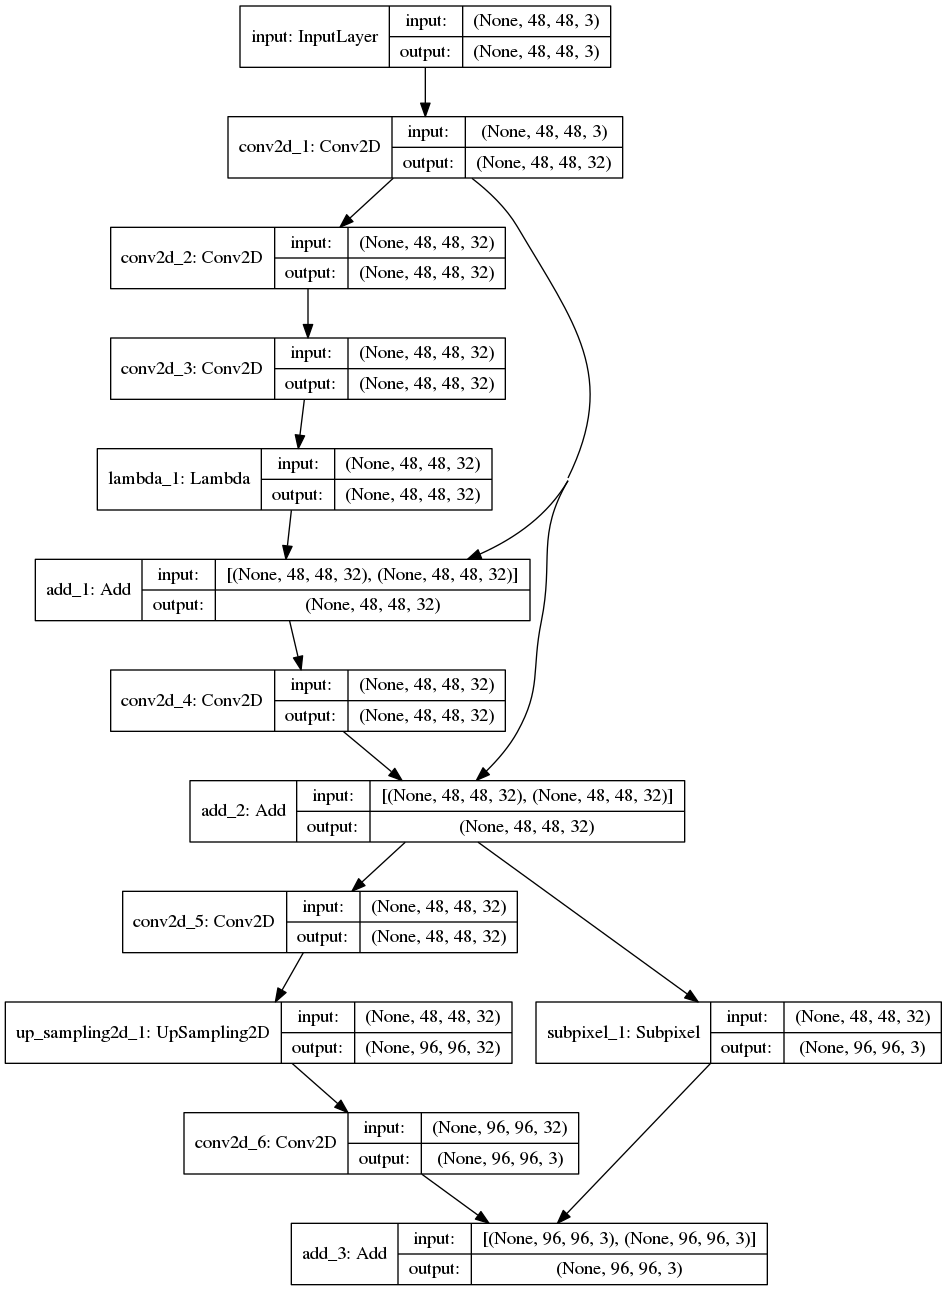 input: InputLayer
input:
(None, 48, 48, 3)
output:
(None, 48, 48, 3)
conv2d_1: Conv2D
input:
(None, 48, 48, 3)
output:
(None, 48, 48, 32)
conv2d_2: Conv2D
input:
(None, 48, 48, 32)
output:
(None, 48, 48, 32)
conv2d_3: Conv2D
input:
(None, 48, 48, 32)
output:
(None, 48, 48, 32)
lambda_1: Lambda
input:
(None, 48, 48, 32)
output:
(None, 48, 48, 32)
add_1: Add
input:
[(None, 48, 48, 32), (None, 48, 48, 32)]
output:
(None, 48, 48, 32)
conv2d_4: Conv2D
input:
(None, 48, 48, 32)
output:
(None, 48, 48, 32)
add_2: Add
input:
[(None, 48, 48, 32), (None, 48, 48, 32)]
output:
(None, 48, 48, 32)
conv2d_5: Conv2D
input:
(None, 48, 48, 32)
output:
(None, 48, 48, 32)
up_sampling2d_1: UpSampling2D
input:
(None, 48, 48, 32)
output:
(None, 96, 96, 32)
subpixel_1: Subpixel
input:
(None, 48, 48, 32)
output:
(None, 96, 96, 3)
conv2d_6: Conv2D
input:
(None, 96, 96, 32)
output:
(None, 96, 96, 3)
add_3: Add
input:
[(None, 96, 96, 3), (None, 96, 96, 3)]
output:
(None, 96, 96, 3)